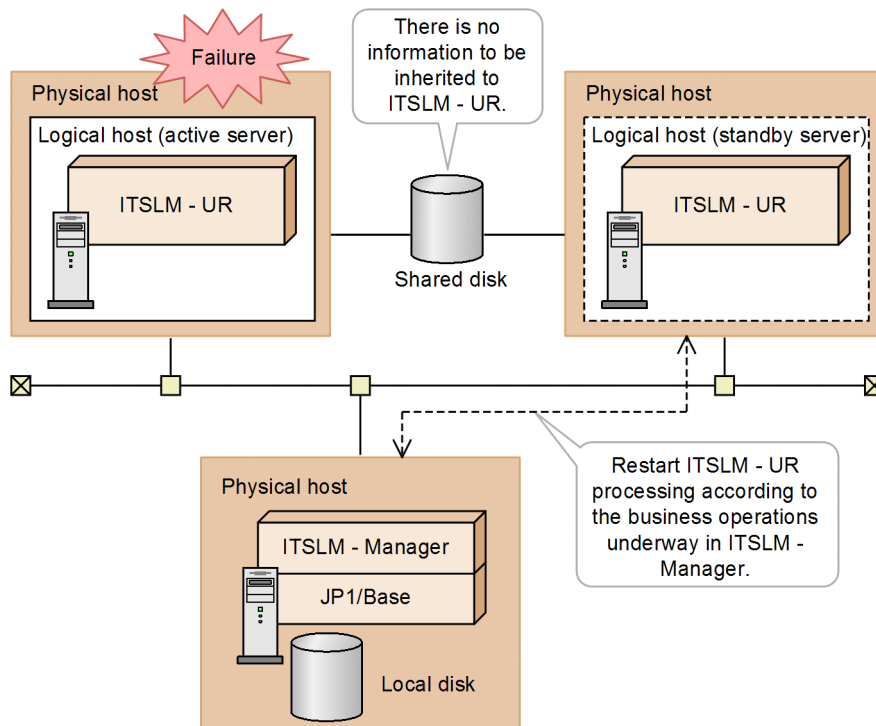 Failure
There is no
information to be
inherited to
ITSLM - UR.
Physical host
Logical host (active server)
ITSLM - UR
Shared disk
Physical host
Logical host (standby server)
ITSLM - UR
Restart ITSLM - UR
processing according to
the business operations
underway in ITSLM -
Manager.
Physical host
ITSLM - Manager
JP1/Base
Local disk